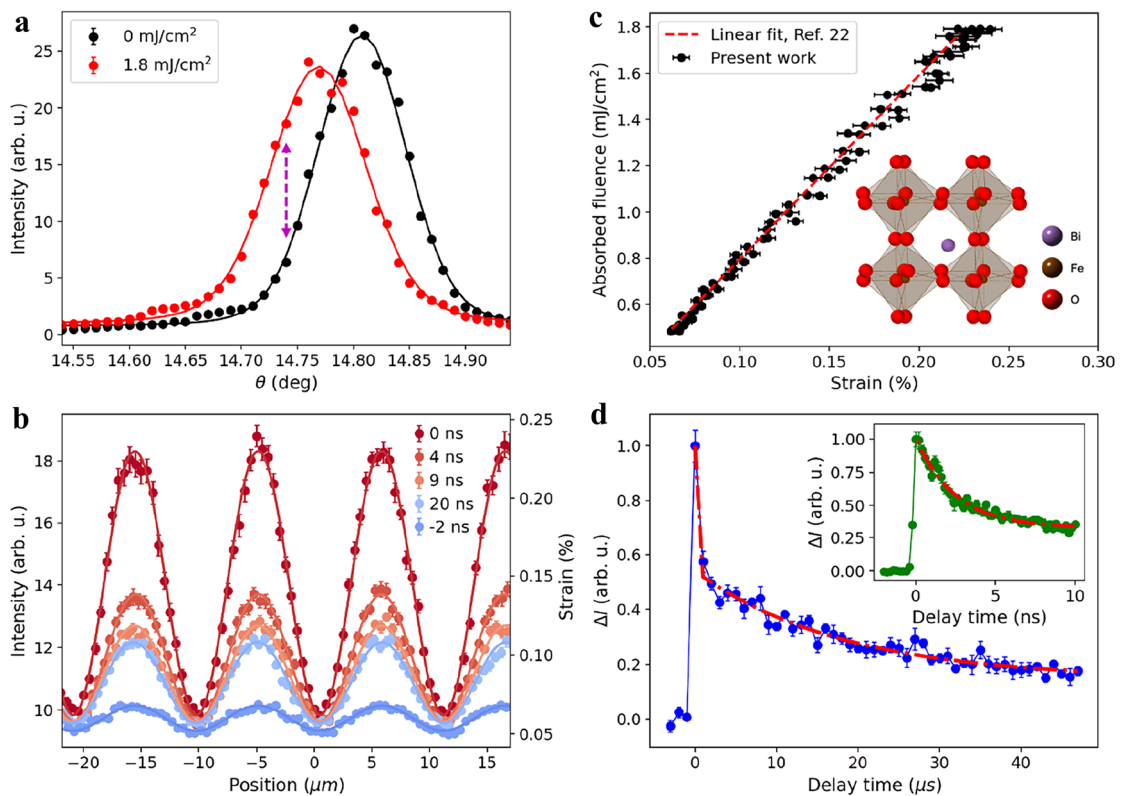 a
0 mJ/cm²
1.8 mJ/cm²
Intensity (arb. u.)
25
20
15
10
5
0
14.55 14.60 14.65 14.70 14.75 14.80 14.85 14.90
θ (deg)
c
Linear fit, Ref. 22
Present work
Absorbed fluence (mJ/cm²)
1.8
1.6
1.4
1.2
1.0
0.8
0.6
Bi
Fe
O
0.05 0.10 0.15 0.20 0.25 0.30
Strain (%)
b
0 ns
4 ns
9 ns
20 ns
-2 ns
Intensity (arb. u.)
18
16
14
12
10
0.25
0.20
0.15
0.10
0.05
Strain (%)
−20 −15 −10 −5 0 5 10 15
Position (μm)
d
ΔI (arb. u.)
1.0
0.8
0.6
0.4
0.2
0.0
0 10 20 30 40
Delay time (μs)
ΔI (arb. u.)
1.00
0.75
0.50
0.25
0.00
0 5 10
Delay time (ns)